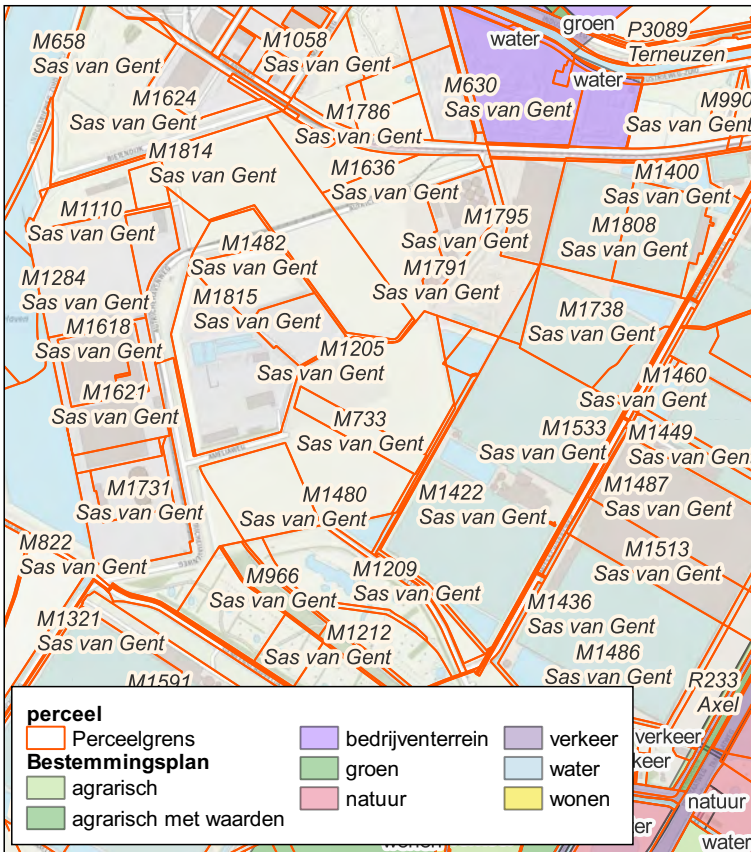 groen
water
P3089
Terneuzen
M658
Sas van Gent
M1058
Sas van Gent
water
M630
Sas van Gent
M1624
Sas van Gent
M1786
Sas van Gent
M990
Sas van Gent
M1814
Sas van Gent
M1636
Sas van Gent
M1400
Sas van Gent
M1110
Sas van Gent
M1795
Sas van Gent
M1808
Sas van Gent
M1482
Sas van Gent
M1791
Sas van Gent
M1284
Sas van Gent
M1815
Sas van Gent
M1738
Sas van Gent
M1618
Sas van Gent
M1205
Sas van Gent
M1460
Sas van Gent
M1621
Sas van Gent
M733
Sas van Gent
M1533
Sas van Gent
M1449
Sas van Gent
M1731
Sas van Gent
M1480
Sas van Gent
M1422
Sas van Gent
M1487
Sas van Gent
M822
Sas van Gent
M966
Sas van Gent
M1209
Sas van Gent
M1513
Sas van Gent
M1321
Sas van Gent
M1212
Sas van Gent
M1436
Sas van Gent
M1486
Sas van Gent
M1591
R233
Axel
perceel
Perceelgrens
Bestemmingsplan
agrarisch
agrarisch met waarden
bedrijventerrein
groen
natuur
verkeer
water
wonen
verkeer
natuur
water